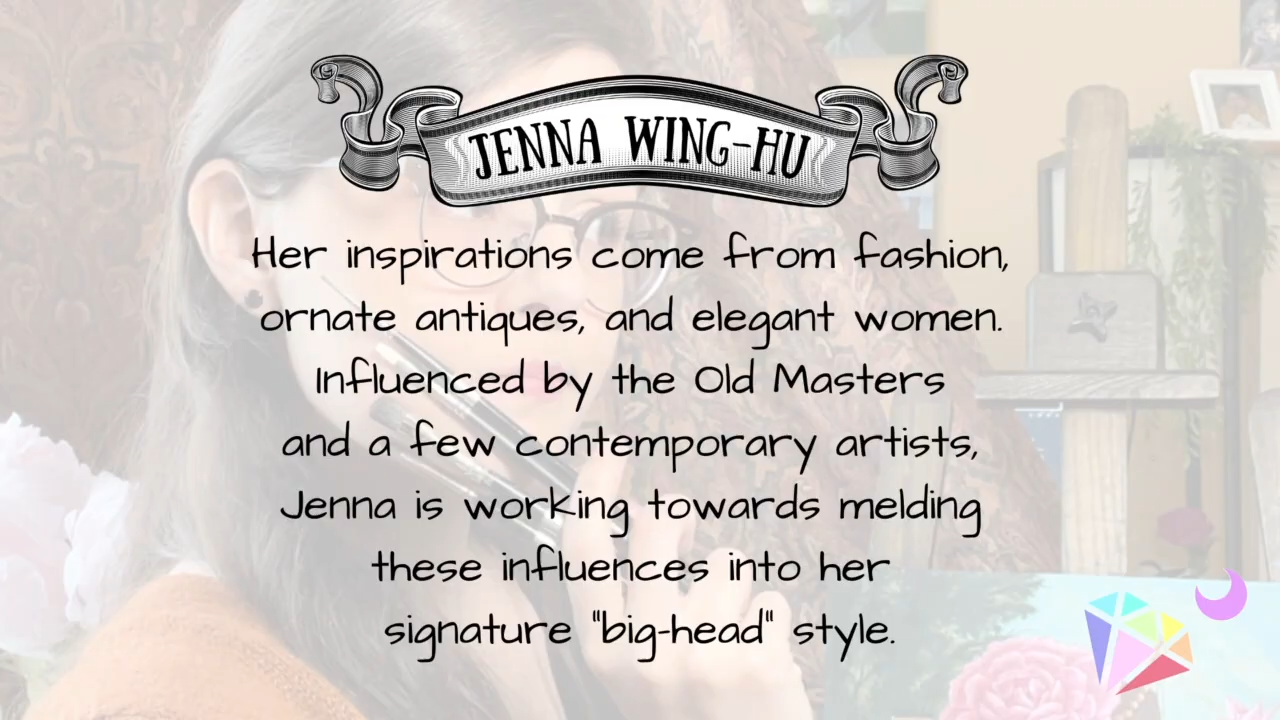 JENNA WING-HU
Her inspirations come from fashion,
ornate antiques, and elegant women.
Influenced by the Old Masters
and a few contemporary artists,
Jenna is working towards melding
these influences into her
signature "big-head" style.